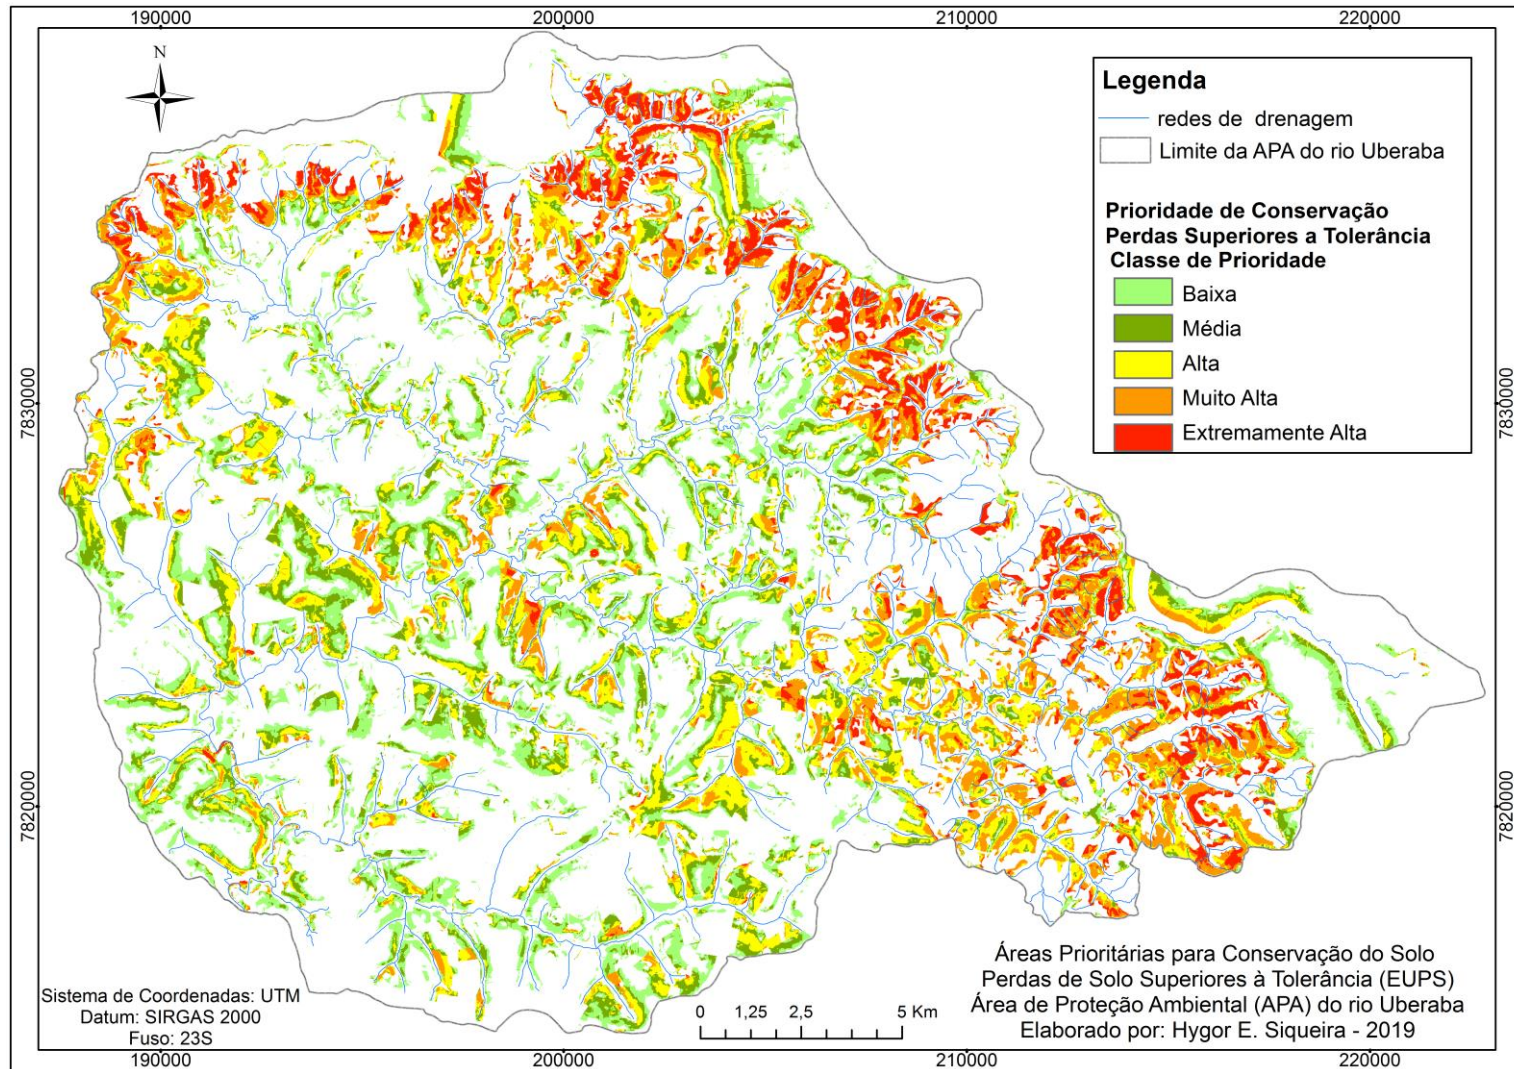 190000
200000
210000
220000
N
Legenda
redes de drenagem
Limite da APA do rio Uberaba
Prioridade de Conservação
Perdas Superiores a Tolerância
Classe de Prioridade
Baixa
Média
Alta
Muito Alta
Extremamente Alta
7830000
7830000
7820000
7820000
Áreas Prioritárias para Conservação do Solo
Perdas de Solo Superiores à Tolerância (EUPS)
Área de Proteção Ambiental (APA) do rio Uberaba
Elaborado por: Hygor E. Siqueira - 2019
Sistema de Coordenadas: UTM
Datum: SIRGAS 2000
Fuso: 23S
0 1,25 2,5 5 Km
190000
200000
210000
220000